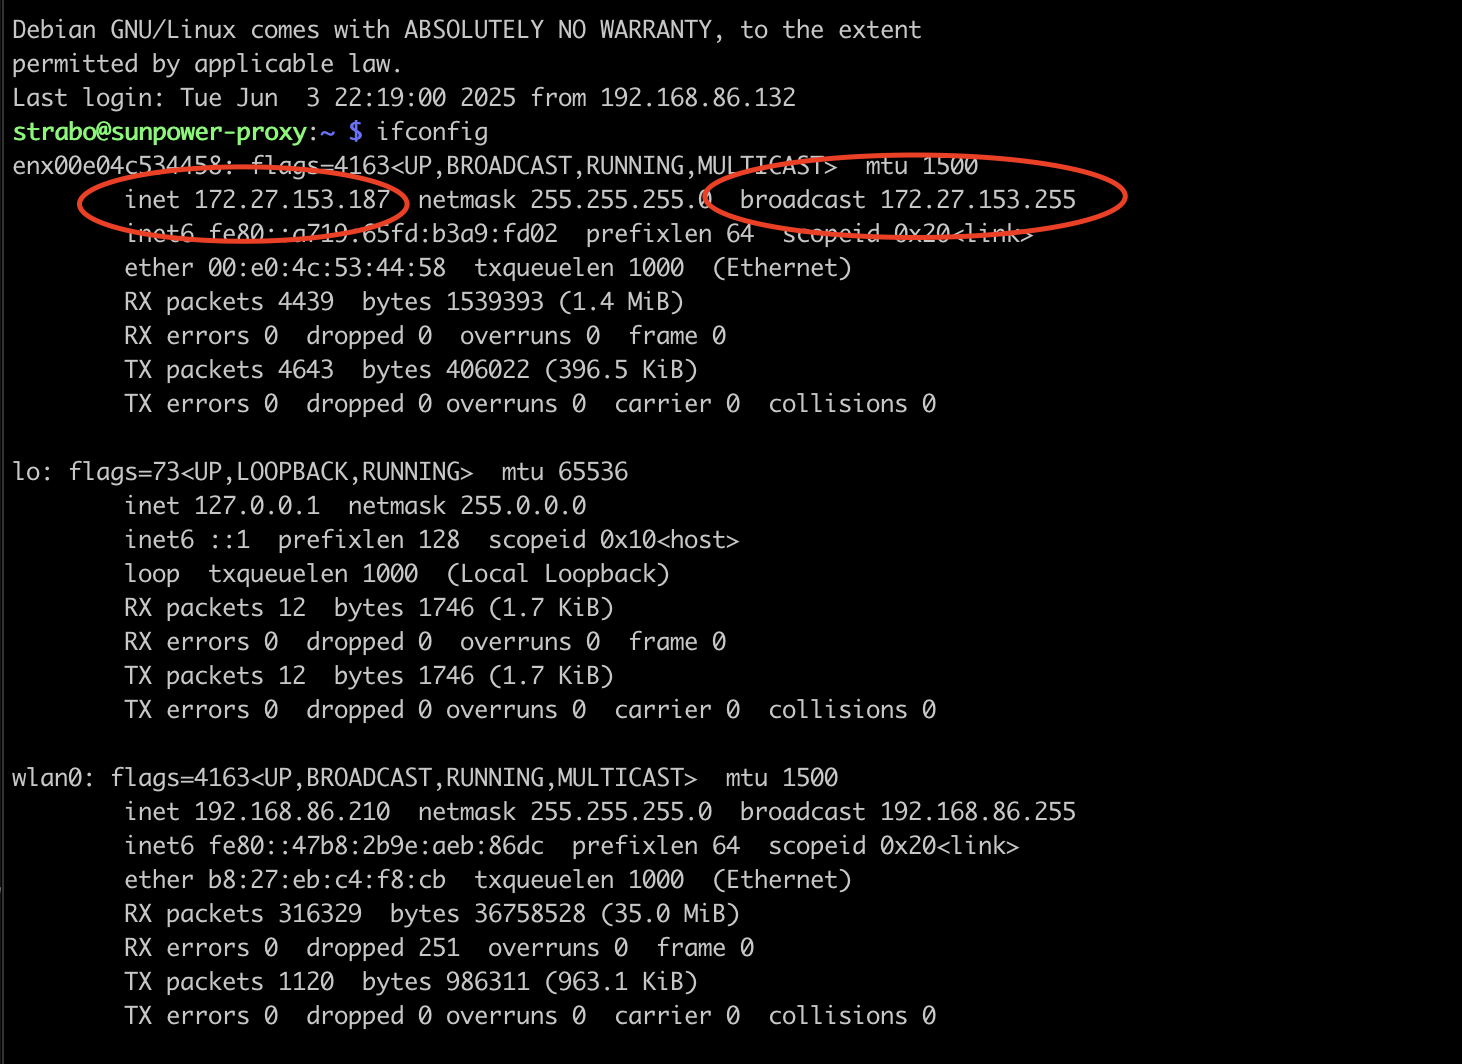 Debian GNU/Linux comes with ABSOLUTELY NO WARRANTY, to the extent
permitted by applicable law.
Last login: Tue Jun  3 22:19:00 2025 from 192.168.86.132
strabo@sunpower-proxy:~ $ ifconfig
enx00e04c534458: flags=4163<UP,BROADCAST,RUNNING,MULTICAST>  mtu 1500
        inet 172.27.153.187  netmask 255.255.255.0  broadcast 172.27.153.255
        inet6 fe80::a719:65fd:b3a9:fd02  prefixlen 64  scopeid 0x20<link>
        ether 00:e0:4c:53:44:58  txqueuelen 1000  (Ethernet)
        RX packets 4439  bytes 1539393 (1.4 MiB)
        RX errors 0  dropped 0  overruns 0  frame 0
        TX packets 4643  bytes 406022 (396.5 KiB)
        TX errors 0  dropped 0 overruns 0  carrier 0  collisions 0

lo: flags=73<UP,LOOPBACK,RUNNING>  mtu 65536
        inet 127.0.0.1  netmask 255.0.0.0
        inet6 ::1  prefixlen 128  scopeid 0x10<host>
        loop  txqueuelen 1000  (Local Loopback)
        RX packets 12  bytes 1746 (1.7 KiB)
        RX errors 0  dropped 0  overruns 0  frame 0
        TX packets 12  bytes 1746 (1.7 KiB)
        TX errors 0  dropped 0 overruns 0  carrier 0  collisions 0

wlan0: flags=4163<UP,BROADCAST,RUNNING,MULTICAST>  mtu 1500
        inet 192.168.86.210  netmask 255.255.255.0  broadcast 192.168.86.255
        inet6 fe80::47b8:2b9e:aeb:86dc  prefixlen 64  scopeid 0x20<link>
        ether b8:27:eb:c4:f8:cb  txqueuelen 1000  (Ethernet)
        RX packets 316329  bytes 36758528 (35.0 MiB)
        RX errors 0  dropped 251  overruns 0  frame 0
        TX packets 1120  bytes 986311 (963.1 KiB)
        TX errors 0  dropped 0 overruns 0  carrier 0  collisions 0